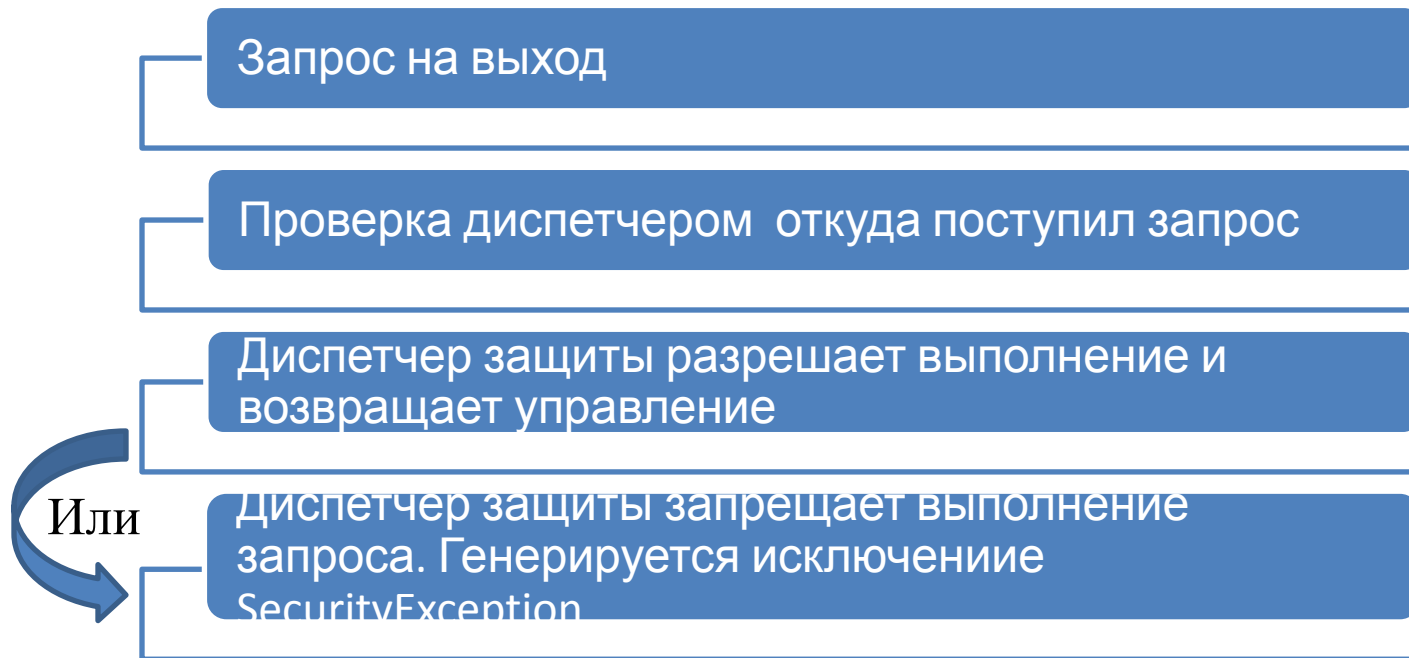 Запрос на выход
Проверка диспетчером  откуда поступил запрос
Диспетчер защиты разрешает выполнение и
возвращает управление
Или
Диспетчер защиты запрещает выполнение
запроса. Генерируется исключениие
SecurityException